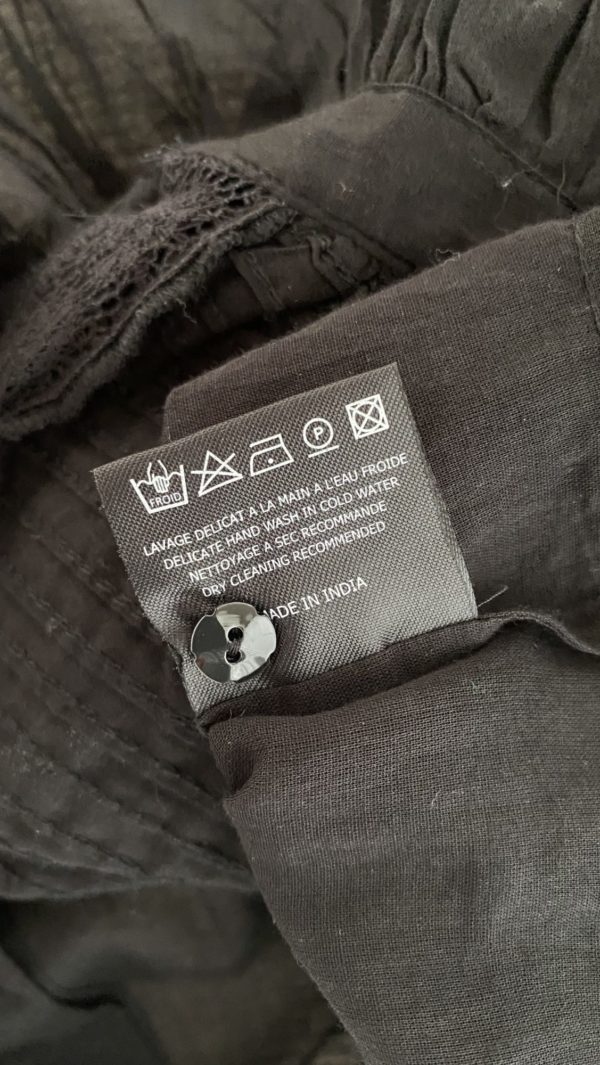 FROID P
LAVAGE DELICAT A LA MAIN A L'EAU FROIDE
DELICATE HAND WASH IN COLD WATER
NETTOYAGE A SEC RECOMMANDE
DRY CLEANING RECOMMENDED
MADE IN INDIA